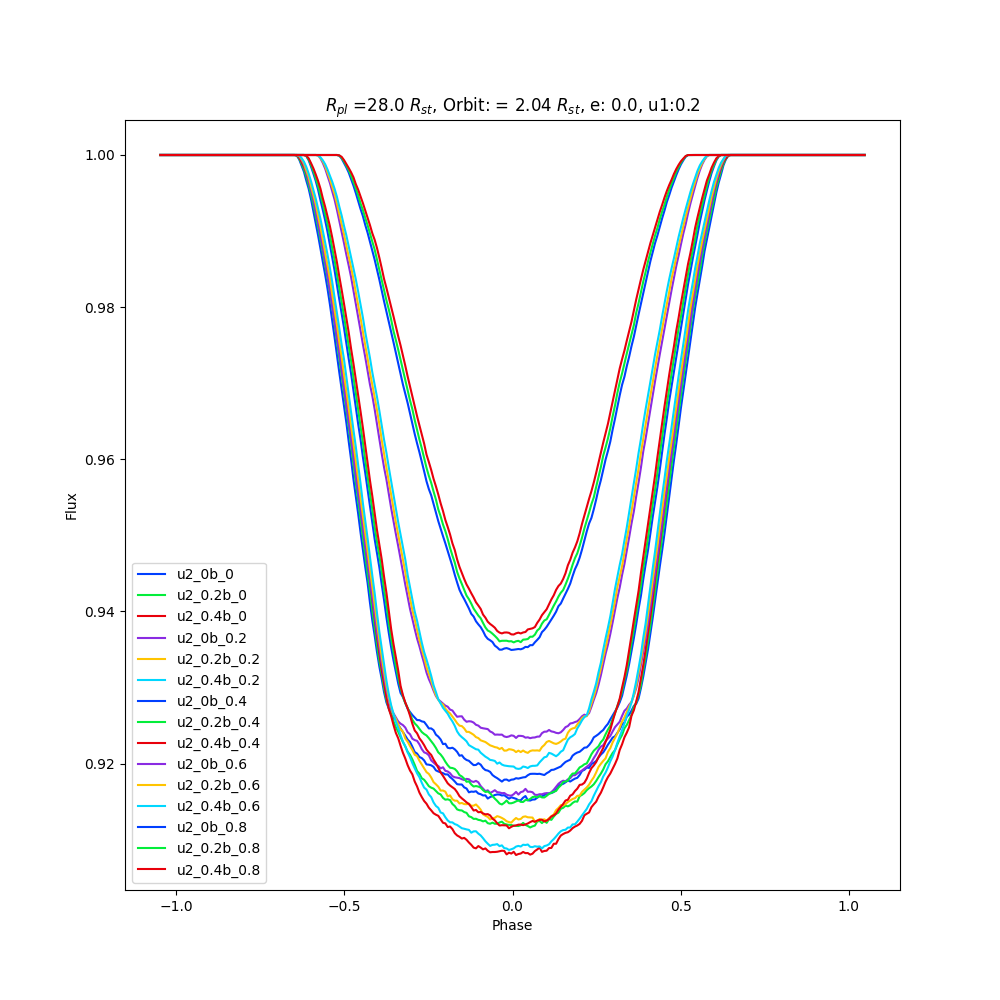 R_pl =28.0 R_st, Orbit: = 2.04 R_st, e: 0.0, u1:0.2
1.00
0.98
0.96
0.94
0.92
Flux
u2_0b_0
u2_0.2b_0
u2_0.4b_0
u2_0b_0.2
u2_0.2b_0.2
u2_0.4b_0.2
u2_0b_0.4
u2_0.2b_0.4
u2_0.4b_0.4
u2_0b_0.6
u2_0.2b_0.6
u2_0.4b_0.6
u2_0b_0.8
u2_0.2b_0.8
u2_0.4b_0.8
−1.0 −0.5 0.0 0.5 1.0
Phase